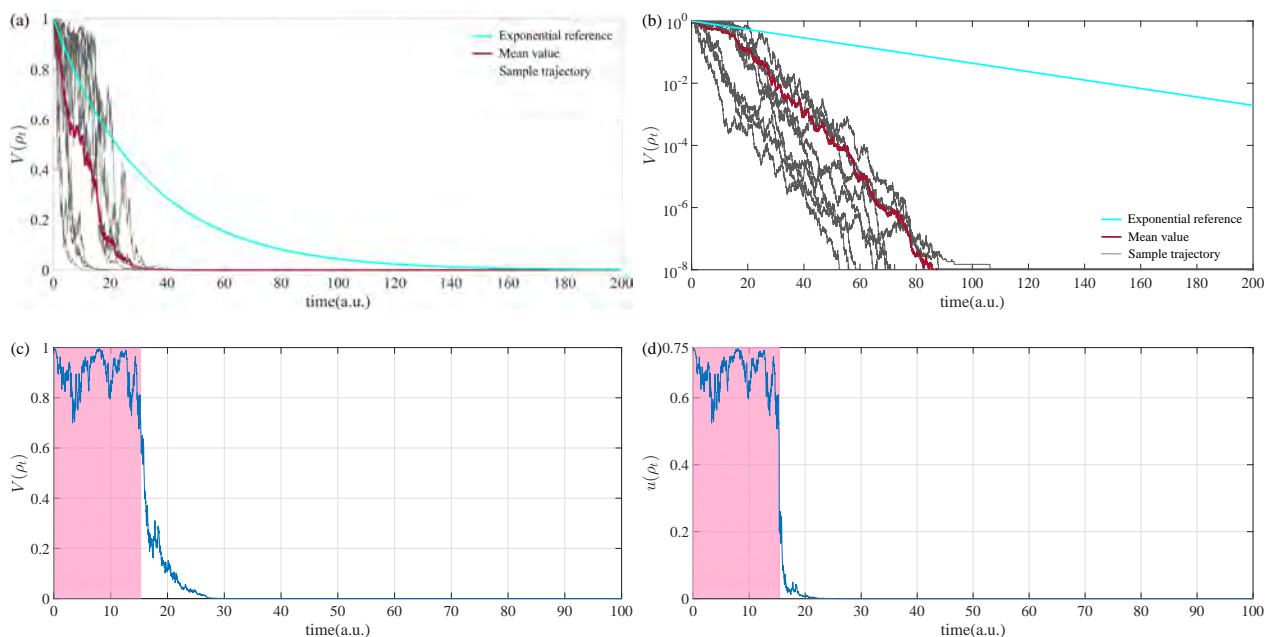 (a)
1
0.8
0.6
0.4
0.2
0
V(ρt)
Exponential reference
Mean value
Sample trajectory
0 20 40 60 80 100 120 140 160 180 200
time(a.u.)
(b)
10^0
10^-2
10^-4
10^-6
10^-8
V(ρt)
Exponential reference
Mean value
Sample trajectory
0 20 40 60 80 100 120 140 160 180 200
time(a.u.)
(c)
1
0.8
0.6
0.4
0.2
0
V(ρt)
0 10 20 30 40 50 60 70 80 90 100
time(a.u.)
(d)
0.75
0.6
0.4
0.2
0
u(ρt)
0 10 20 30 40 50 60 70 80 90 100
time(a.u.)